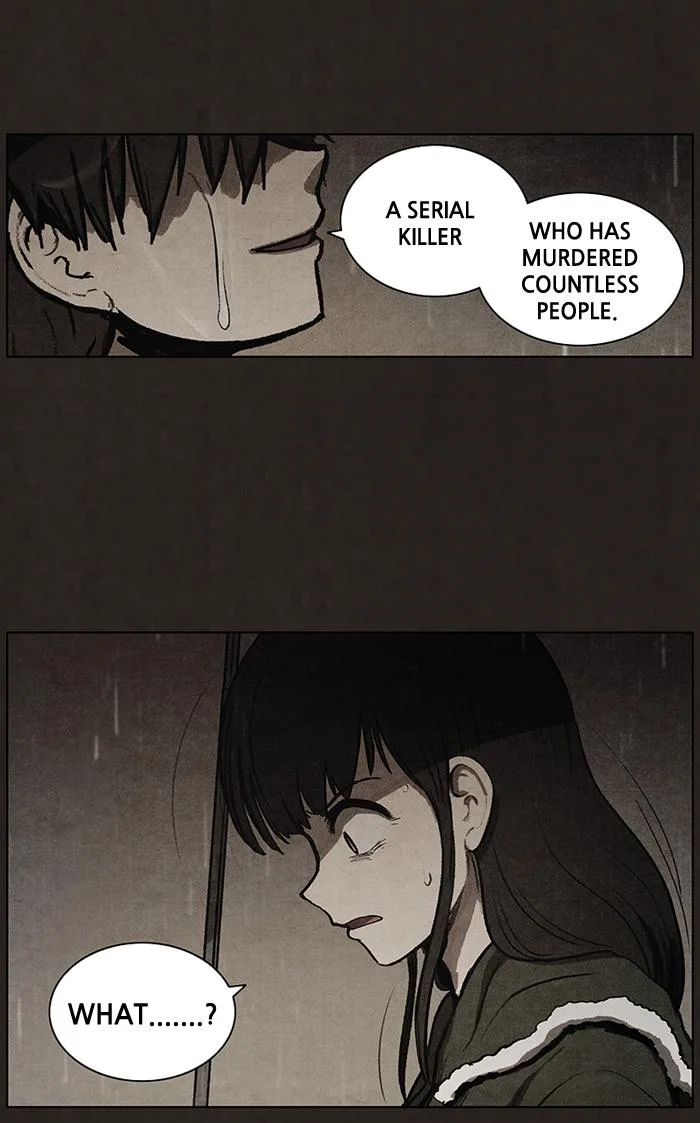 A SERIAL
KILLER
WHO HAS
MURDERED
COUNTLESS
PEOPLE.
WHAT.......?